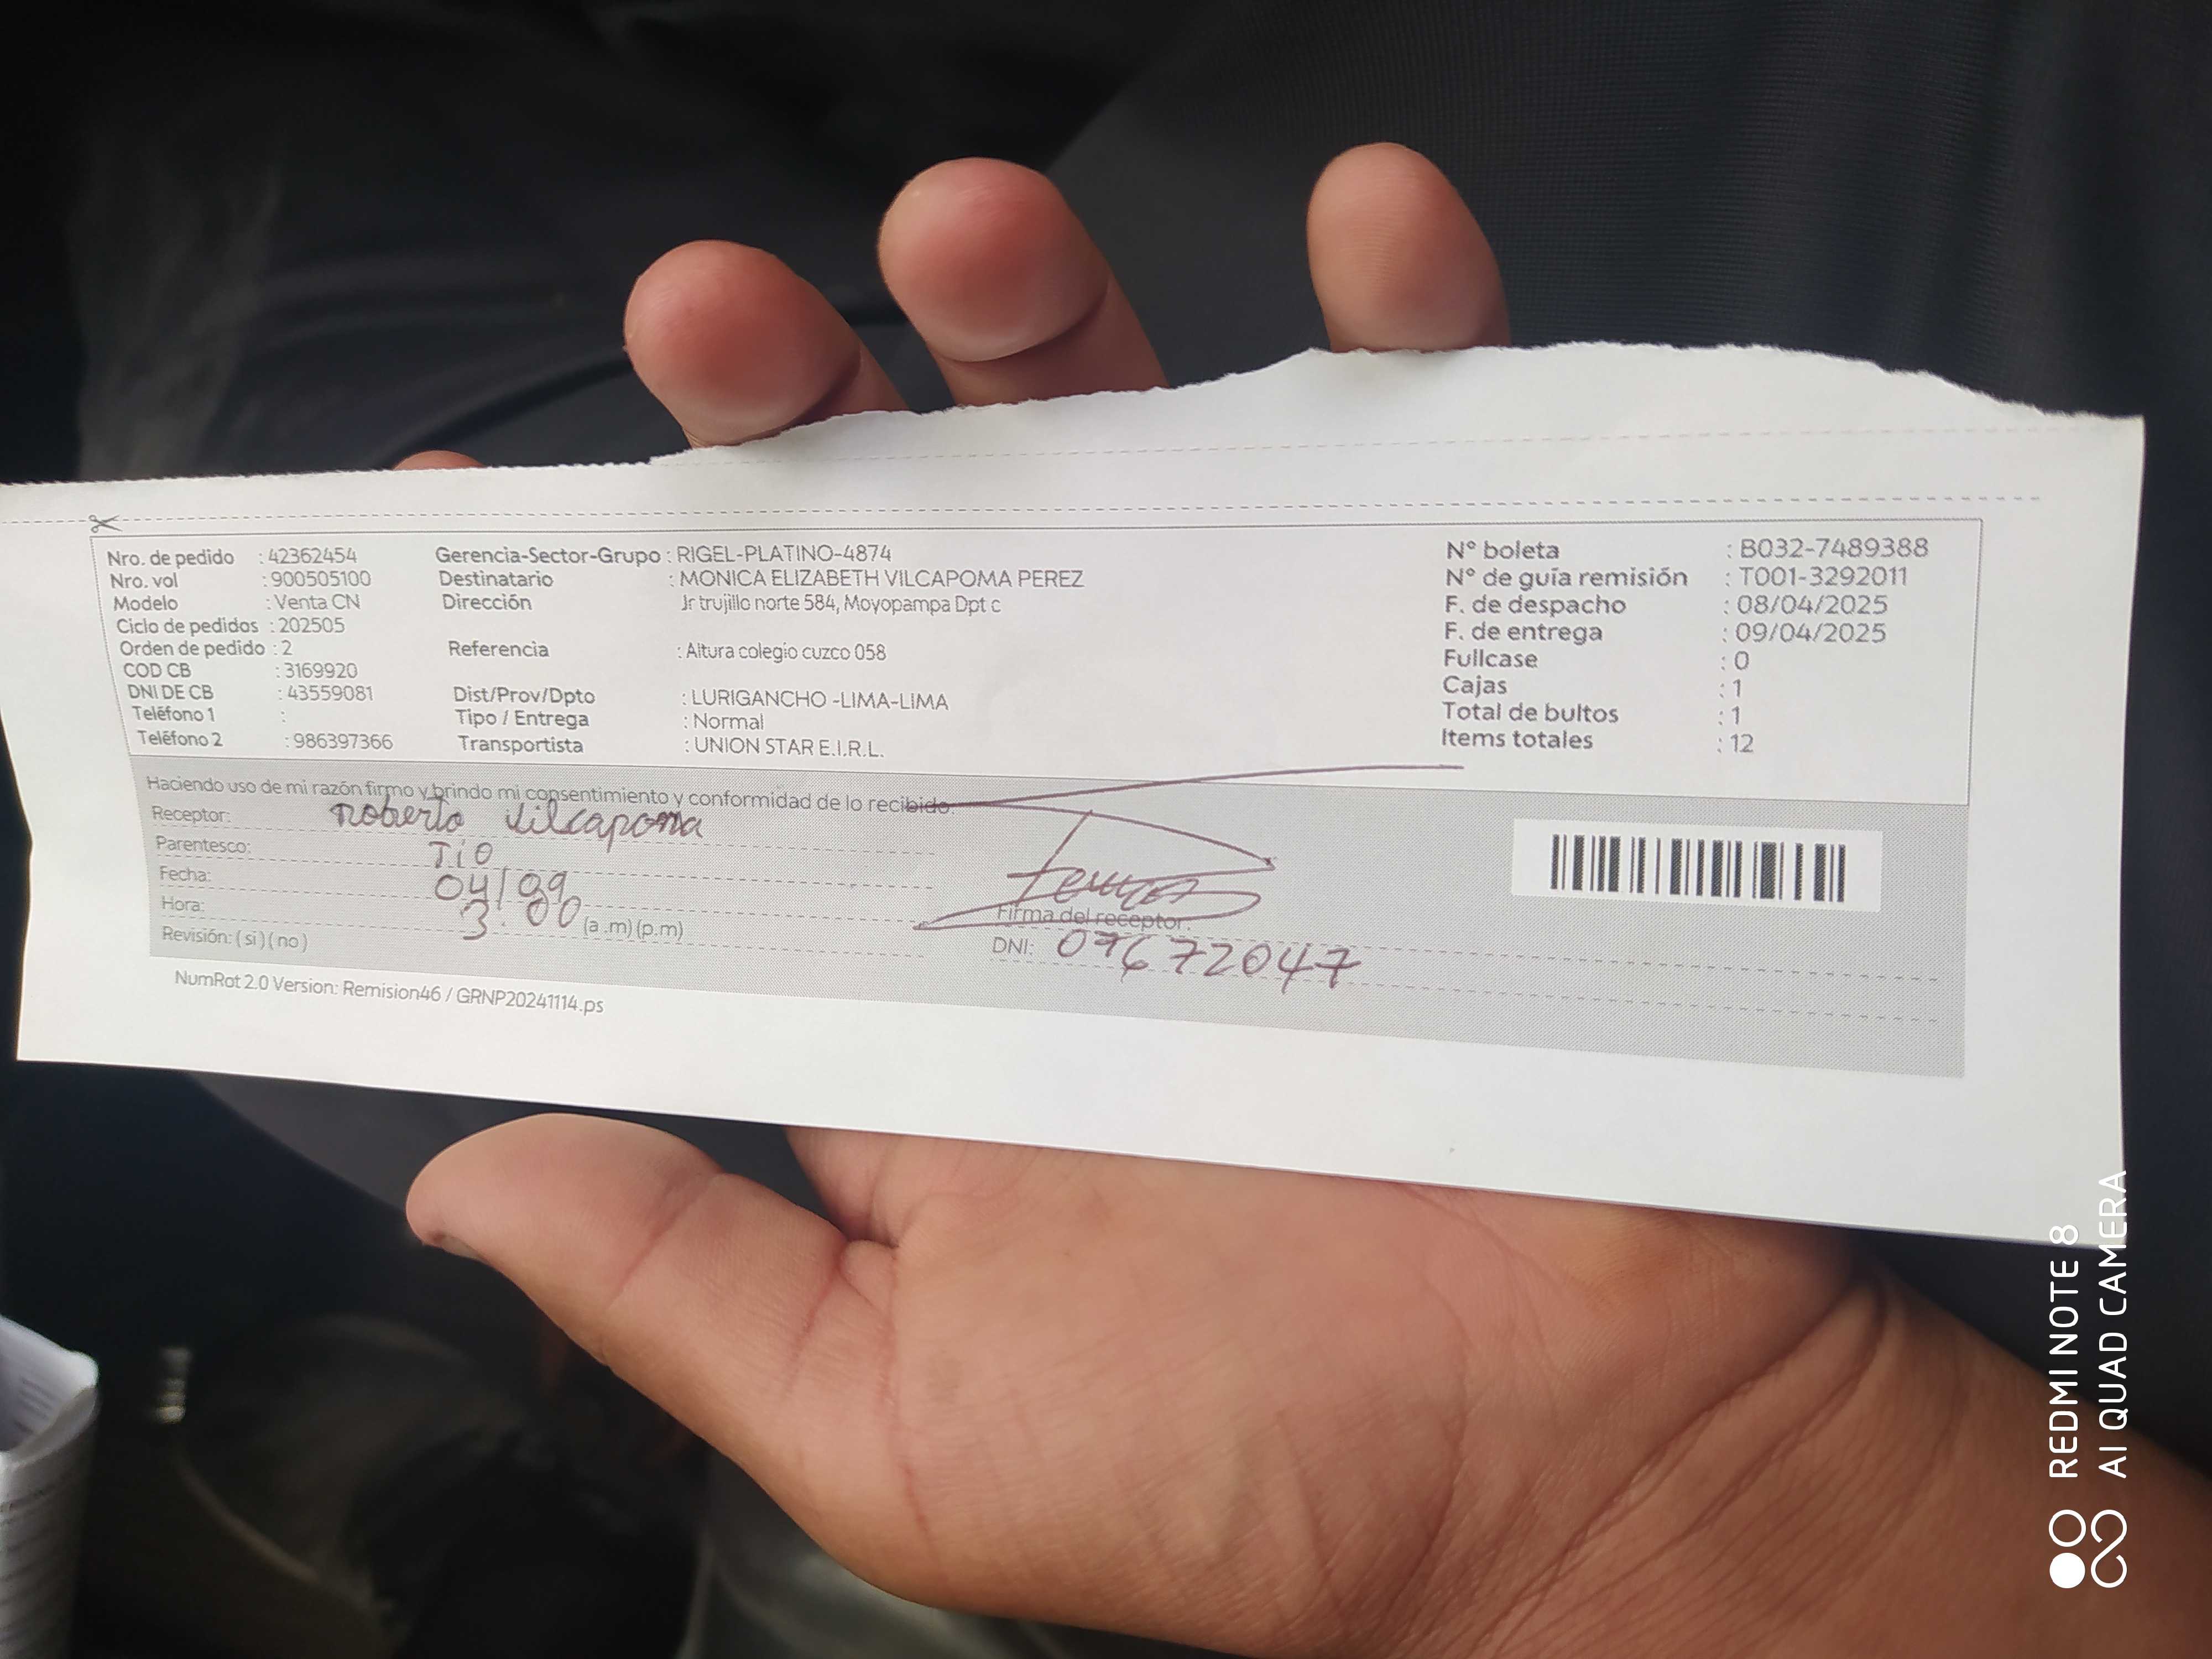 Nro. de pedido : 42362454
Nro. vol : 900505100
Modelo : Venta CN
Ciclo de pedidos : 202505
Orden de pedido : 2
COD CB : 3169920
DNI DE CB : 43559081
Teléfono 1 :
Teléfono 2 : 986397366
Gerencia-Sector-Grupo : RIGEL-PLATINO-4874
Destinatario : MONICA ELIZABETH VILCAPOMA PEREZ
Dirección Jr trujillo norte 584, Moyopampa Dpt c
Referencia : Altura colegio cuzco 058
Dist/Prov/Dpto : LURIGANCHO -LIMA-LIMA
Tipo / Entrega : Normal
Transportista : UNION STAR E.I.R.L.
Nº boleta : B032-7489388
Nº de guía remisión : T001-3292011
F. de despacho : 08/04/2025
F. de entrega : 09/04/2025
Fullcase : 0
Cajas : 1
Total de bultos : 1
Items totales : 12
Haciendo uso de mi razón firmo y brindo mi consentimiento y conformidad de lo recibido.
Receptor: roberto vilcapoma
Parentesco: Tio
Fecha: 04/09
Hora: 3.00 (a .m) (p.m)
Revisión: ( si ) ( no )
Firma del receptor:
DNI: 07672047
NumRot 2.0 Version: Remision46 / GRNP20241114.ps
REDMI NOTE 8
AI QUAD CAMERA